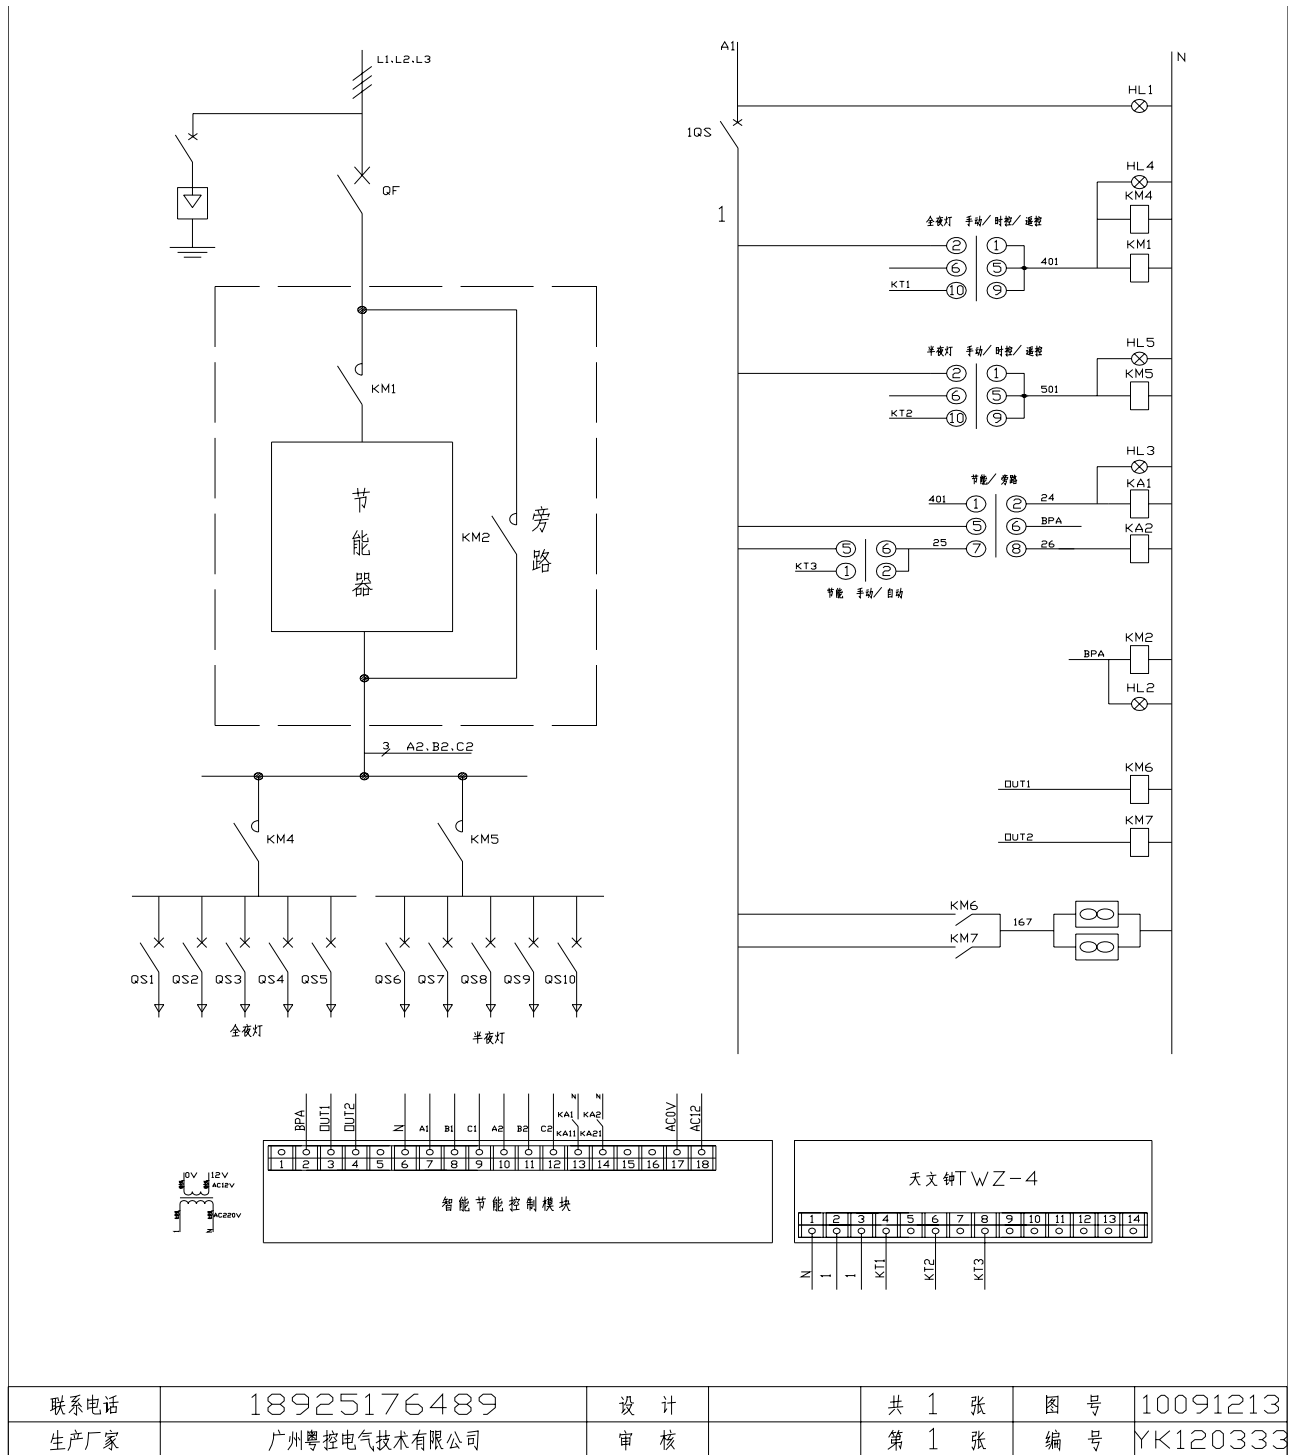 L1.L2.L3
QF
KM1
节能器
KM2
旁路
3 A2.B2.C2
KM4
KM5
QS1 QS2 QS3 QS4 QS5
QS6 QS7 QS8 QS9 QS10
全夜灯
半夜灯
A1
N
HL1
1QS
1
HL4
KM4
全夜灯 手动/时控/遥控
KM1
2 1
401
6 5
KT1
10 9
HL5
半夜灯 手动/时控/遥控
KM5
2 1
501
6 5
KT2
10 9
HL3
节能/旁路
KA1
401 1 2 24
5 6 BPA
KA2
5 6 25 7 8 26
KT3 1 2
节能 手动/自动
KM2
BPA
HL2
KM6
OUT1
KM7
OUT2
KM6
167
KM7
BPA OUT1 OUT2 N A1 B1 C1 A2 B2 C2 N N AC0V AC12
KA1 KA2
KA11 KA21
1 2 3 4 5 6 7 8 9 10 11 12 13 14 15 16 17 18
智能节能控制模块
0V 12V
AC12V
AC220V
N
天文钟TWZ-4
1 2 3 4 5 6 7 8 9 10 11 12 13 14
N 1 1 KT1 KT2 KT3
联系电话 18925176489 设 计 共 1 张 图 号 10091213
生产厂家 广州粤控电气技术有限公司 审 核 第 1 张 编 号 YK120333